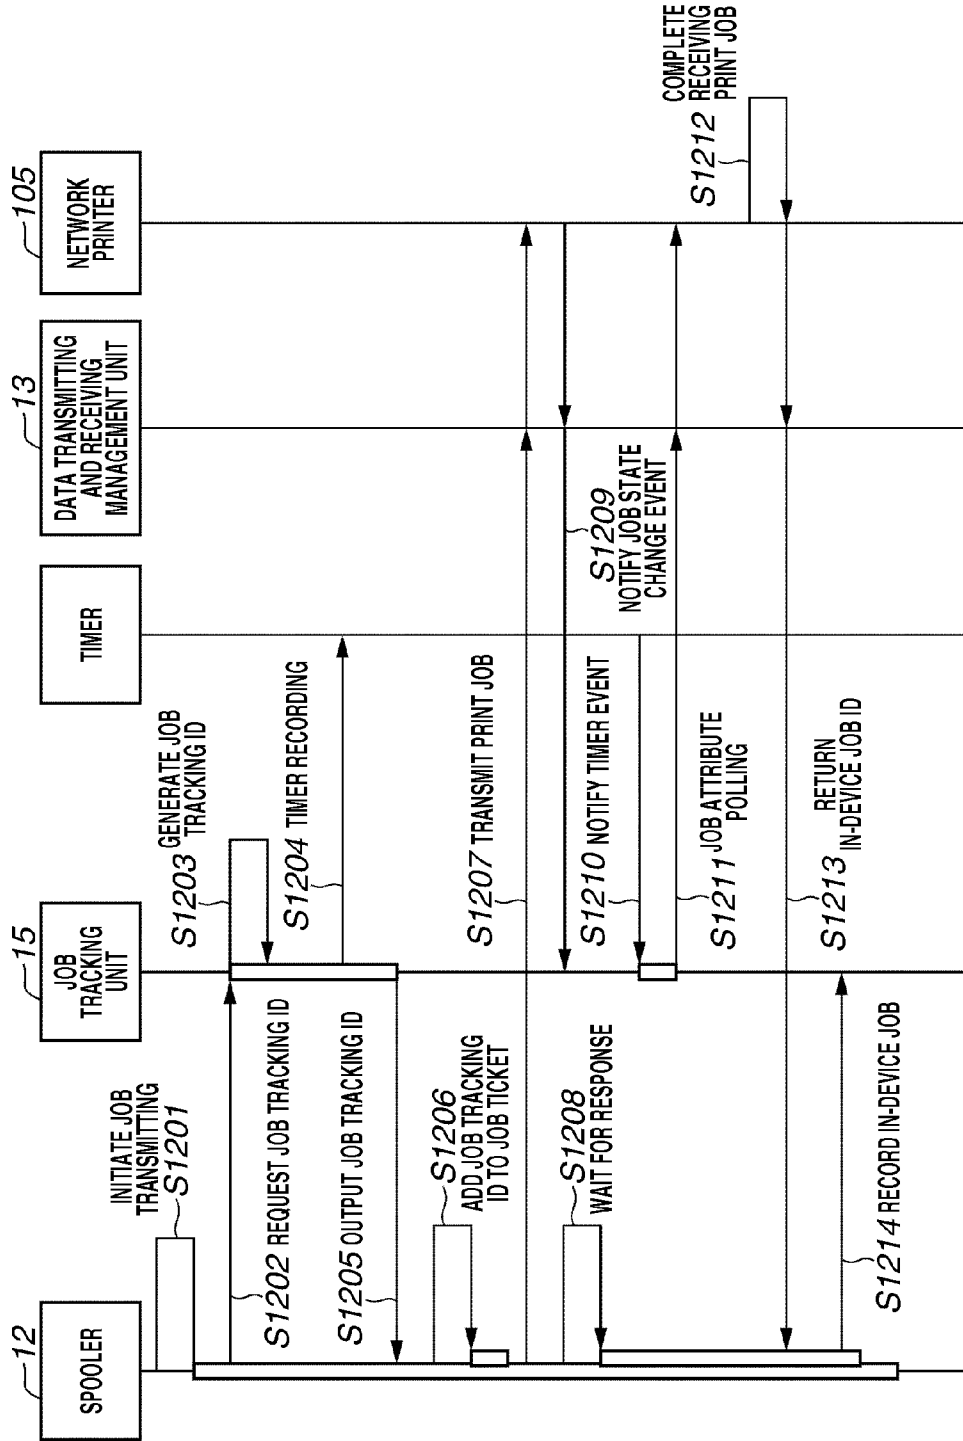 12
SPOOLER
15
JOB
TRACKING
UNIT
TIMER
13
DATA TRANSMITTING
AND RECEIVING
MANAGEMENT UNIT
105
NETWORK
PRINTER
INITIATE JOB
TRANSMITTING
S1201
S1202 REQUEST JOB TRACKING ID
S1203 GENERATE JOB
TRACKING ID
S1204 TIMER RECORDING
S1205 OUTPUT JOB TRACKING ID
S1206
ADD JOB TRACKING
ID TO JOB TICKET
S1207 TRANSMIT PRINT JOB
S1208
WAIT FOR RESPONSE
S1209
NOTIFY JOB STATE
CHANGE EVENT
S1210 NOTIFY TIMER EVENT
S1211 JOB ATTRIBUTE
POLLING
S1212 COMPLETE
RECEIVING
PRINT JOB
S1213 RETURN
IN-DEVICE JOB ID
S1214 RECORD IN-DEVICE JOB